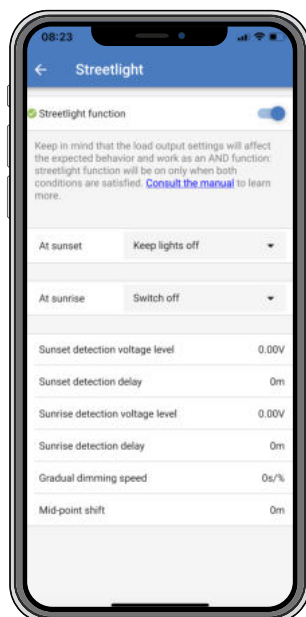 08:23
Streetlight
Streetlight function
Keep in mind that the load output settings will affect
the expected behavior and work as an AND function:
streetlight function will be on only when both
conditions are satisfied. Consult the manual to learn
more.
At sunset Keep lights off
At sunrise Switch off
Sunset detection voltage level 0.00V
Sunset detection delay 0m
Sunrise detection voltage level 0.00V
Sunrise detection delay 0m
Gradual dimming speed 0s/%
Mid-point shift 0m